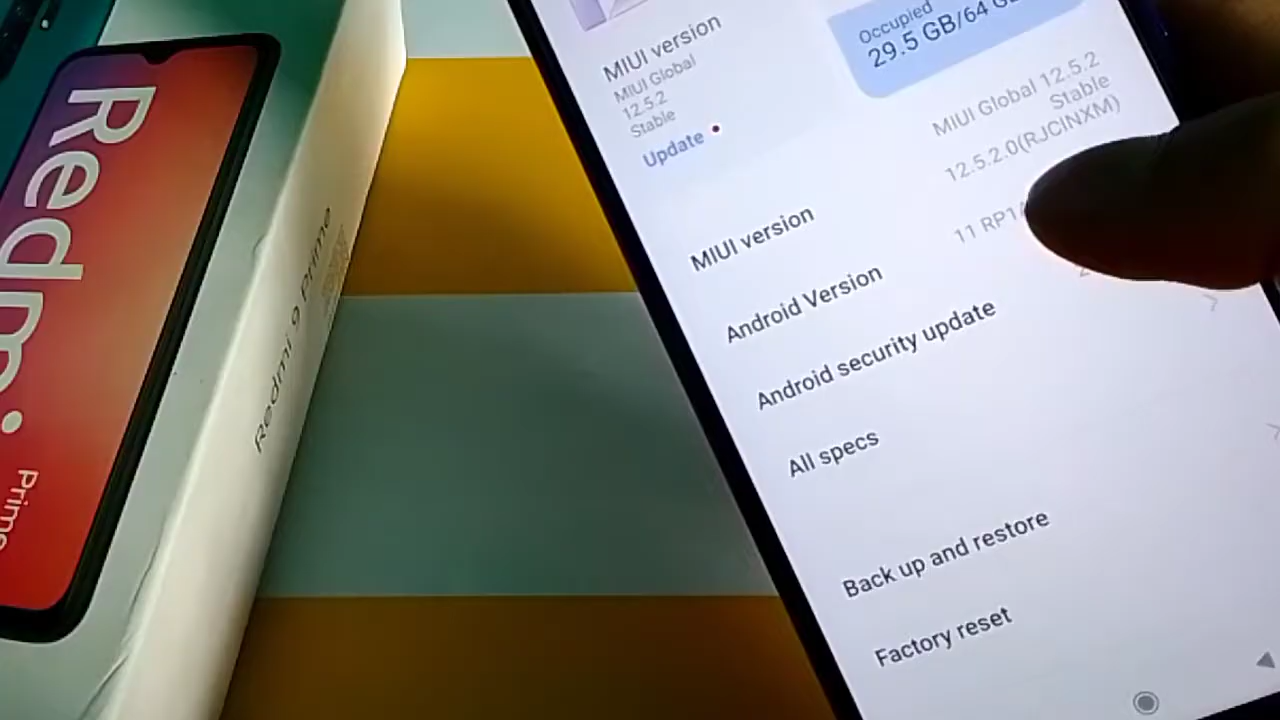 Redmi
Prime
Redmi 9 Prime
MIUI version
MIUI Global
12.5.2
Stable
Update
Occupied
29.5 GB/64
MIUI version
MIUI Global 12.5.2
Stable
12.5.2.0(RJCINXM)
Android Version
11
Android security update
All specs
Back up and restore
Factory reset